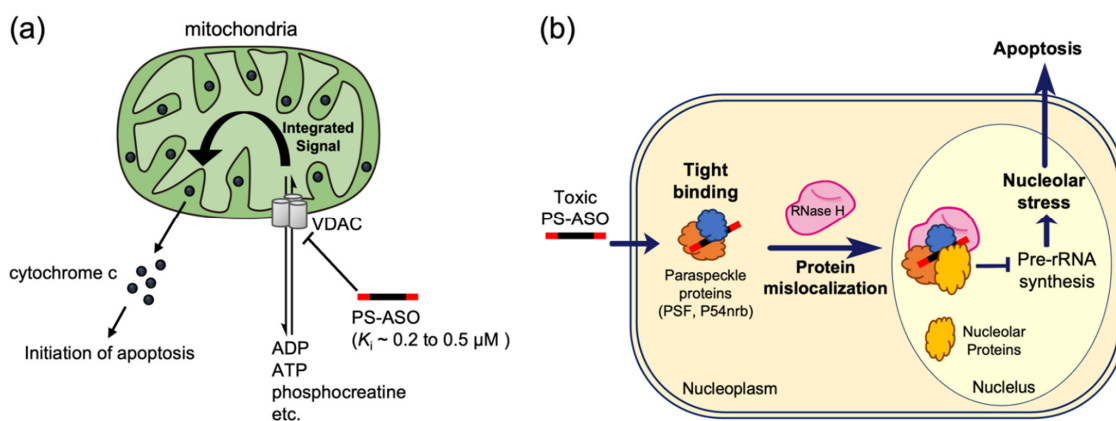 (a)
mitochondria
Integrated
Signal
VDAC
cytochrome c
PS-ASO
(Ki ~ 0.2 to 0.5 μM )
Initiation of apoptosis
ADP
ATP
phosphocreatine
etc.
(b)
Apoptosis
Toxic
PS-ASO
Tight
binding
RNase H
Paraspeckle
proteins
(PSF, P54nrb)
Protein
mislocalization
Nucleolar
stress
Pre-rRNA
synthesis
Nucleolar
Proteins
Nucleoplasm
Nuclelus